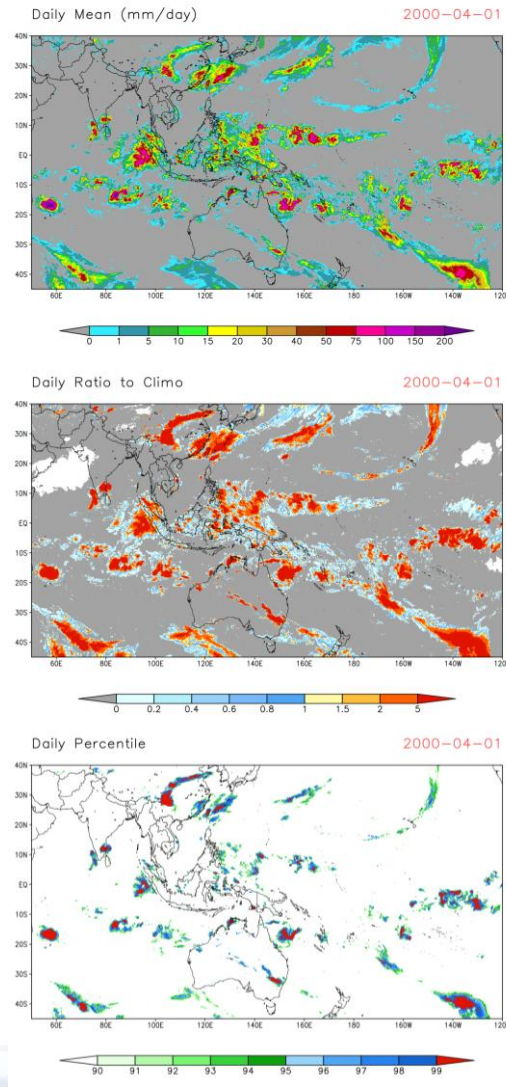 Daily Mean (mm/day) 2000-04-01
40N
30N
20N
10N
EQ
10S
20S
30S
40S
60E 80E 100E 120E 140E 160E 180 160W 140W 120
0 1 5 10 15 20 30 40 50 75 100 150 200
Daily Ratio to Climo 2000-04-01
40N
30N
20N
10N
EQ
10S
20S
30S
40S
60E 80E 100E 120E 140E 160E 180 160W 140W 120
0 0.2 0.4 0.6 0.8 1 1.5 2 5
Daily Percentile 2000-04-01
40N
30N
20N
10N
EQ
10S
20S
30S
40S
60E 80E 100E 120E 140E 160E 180 160W 140W 120
90 91 92 93 94 95 96 97 98 99